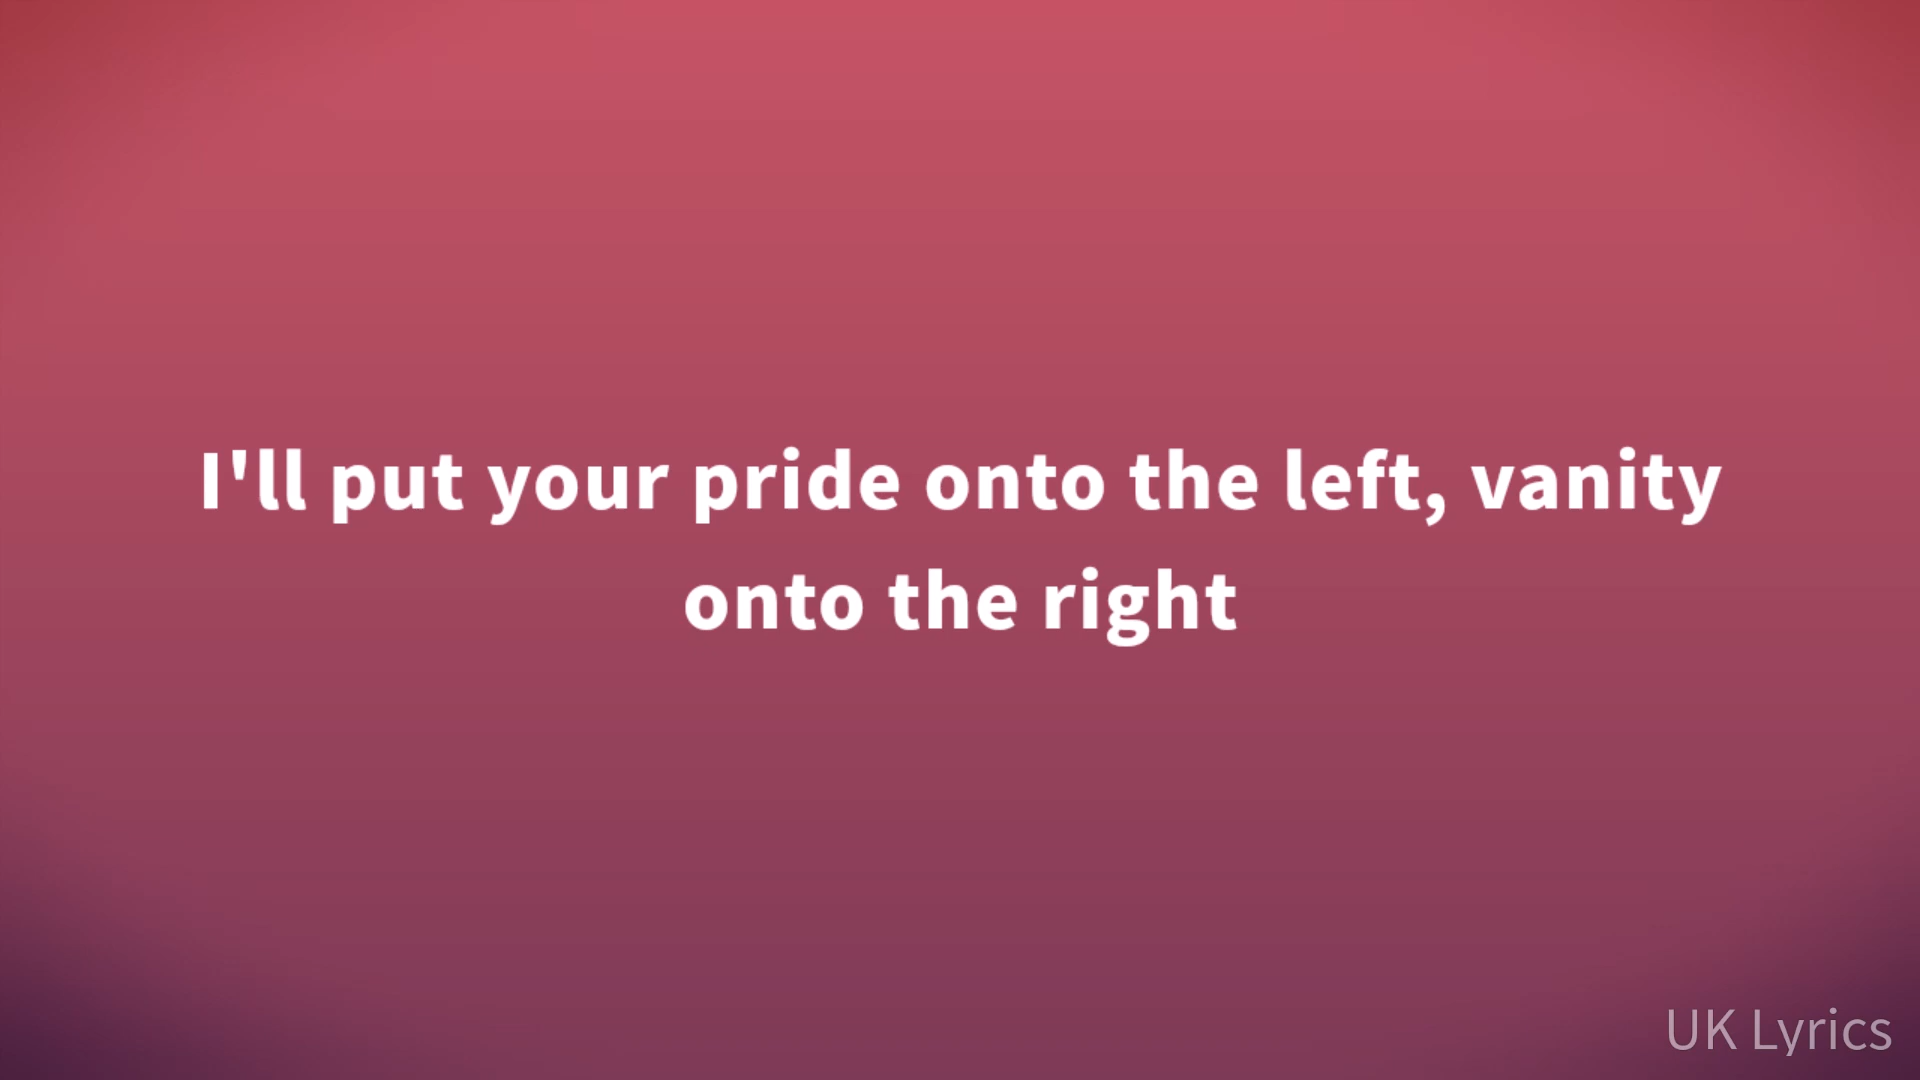 I'll put your pride onto the left, vanity
onto the right
UK Lyrics